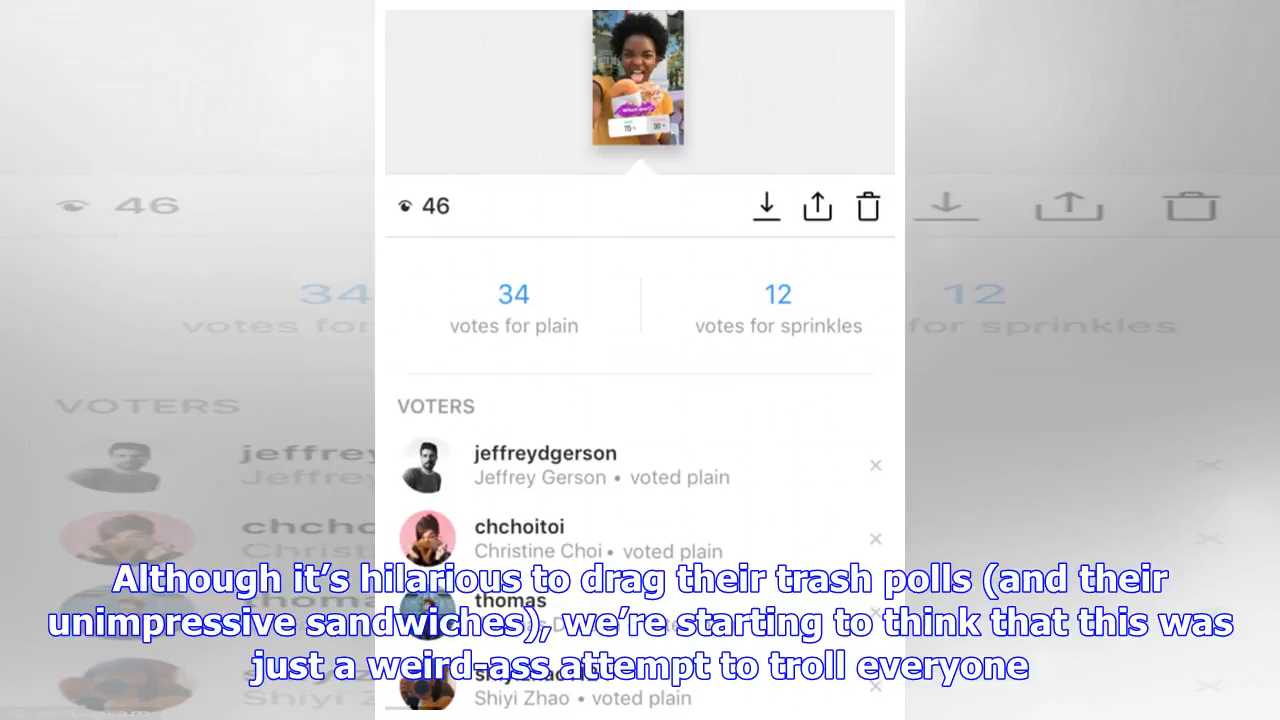 46
34
12
votes for plain
votes for sprinkles
VOTERS
jeffreydgerson
Jeffrey Gerson • voted plain
chchoitoi
Christine Choi • voted plain
thomas
Shiyi Zhao • voted plain
Although it’s hilarious to drag their trash polls (and their
unimpressive sandwiches), we’re starting to think that this was
just a weird-ass attempt to troll everyone